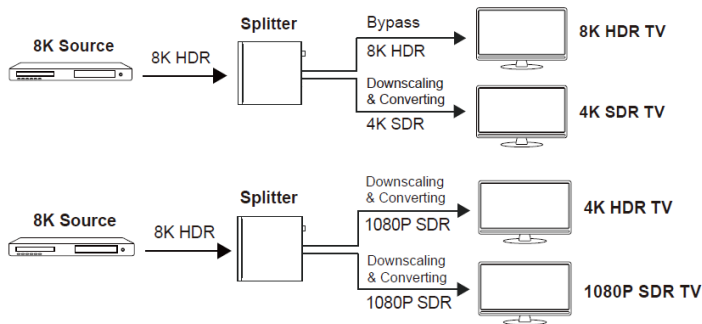 Splitter
Bypass
8K HDR TV
8K Source
8K HDR
8K HDR
Downscaling
& Converting
4K SDR TV
4K SDR
Downscaling
& Converting
Splitter
4K HDR TV
8K Source
1080P SDR
8K HDR
Downscaling
& Converting
1080P SDR TV
1080P SDR